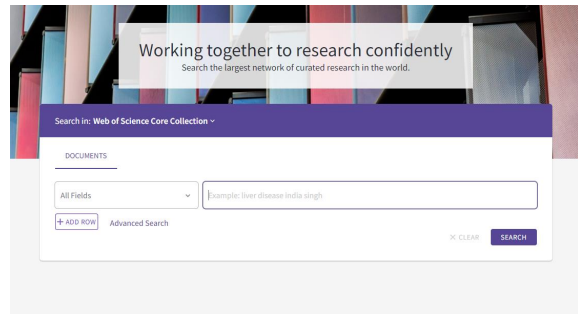 Working together to research confidently
Search the largest network of curated research in the world.
Search in: Web of Science Core Collection
DOCUMENTS
All Fields
Example: liver disease india singh
+ ADD ROW
Advanced Search
× CLEAR
SEARCH